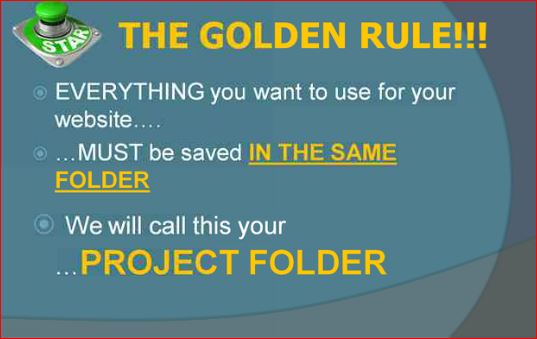 START
THE GOLDEN RULE!!!
EVERYTHING you want to use for your
website….
…MUST be saved IN THE SAME
FOLDER
We will call this your
…PROJECT FOLDER